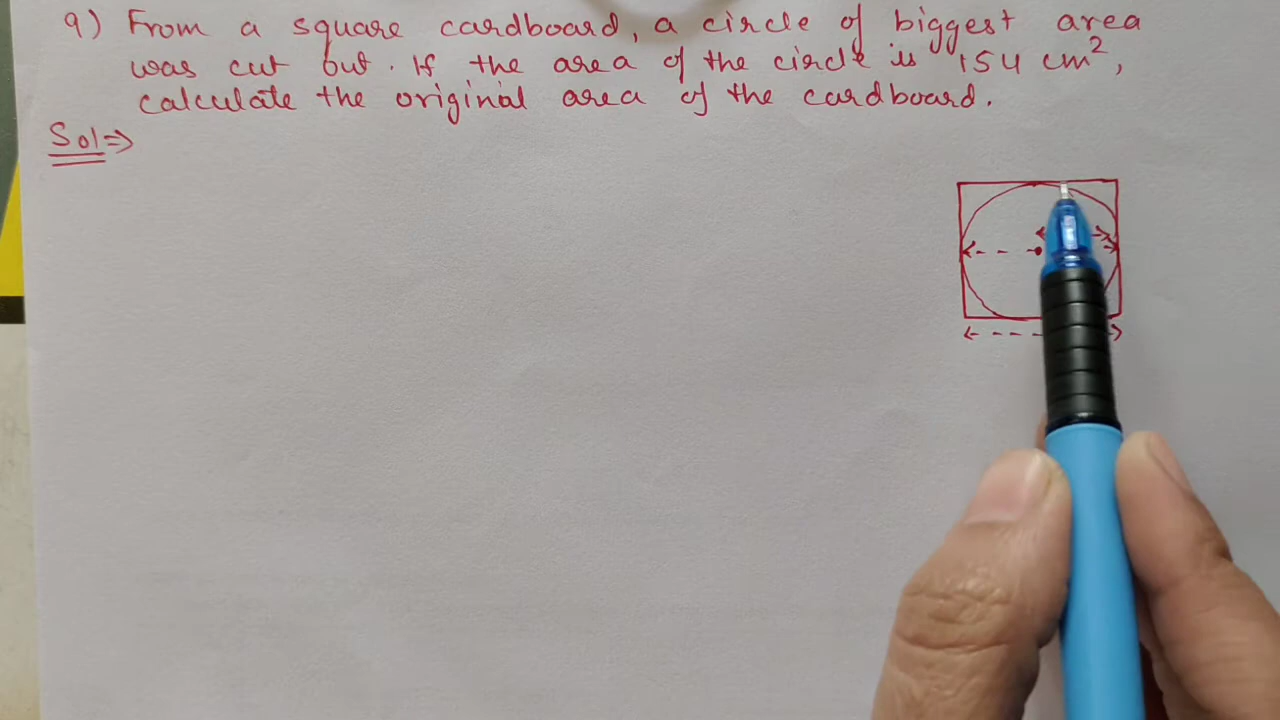 9) From a square cardboard, a circle of biggest area
was cut out. If the area of the circle is 154 cm²,
calculate the original area of the cardboard.
Sol⇒